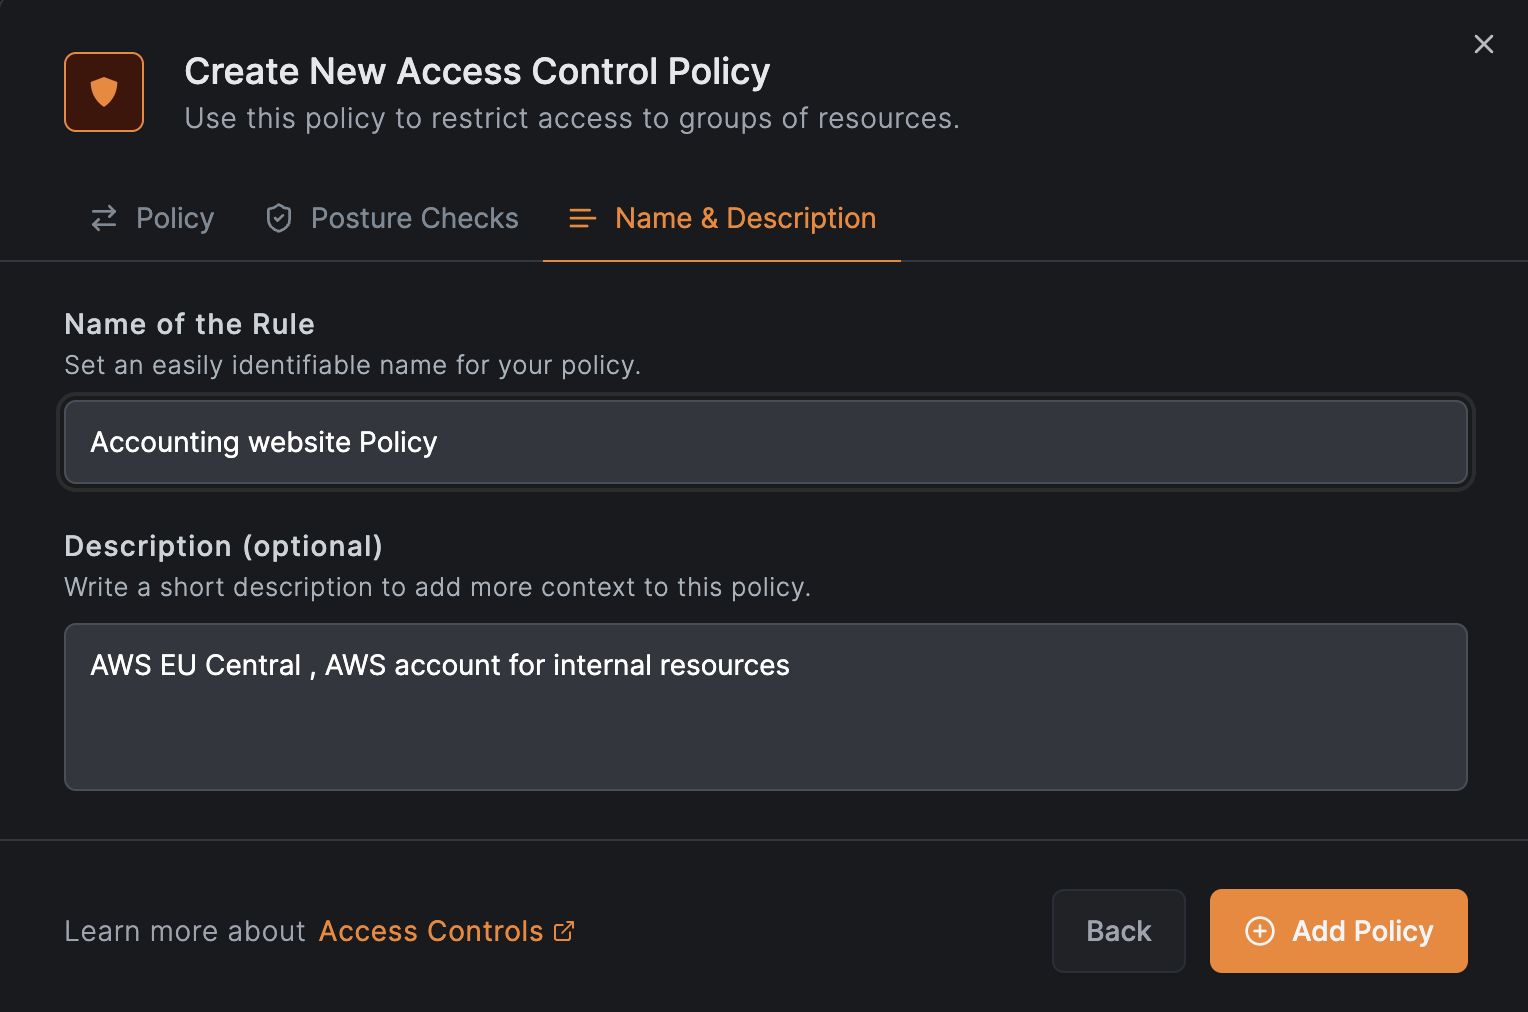 Create New Access Control Policy
Use this policy to restrict access to groups of resources.
Policy
Posture Checks
Name & Description
Name of the Rule
Set an easily identifiable name for your policy.
Accounting website Policy
Description (optional)
Write a short description to add more context to this policy.
AWS EU Central , AWS account for internal resources
Learn more about Access Controls
Back
Add Policy